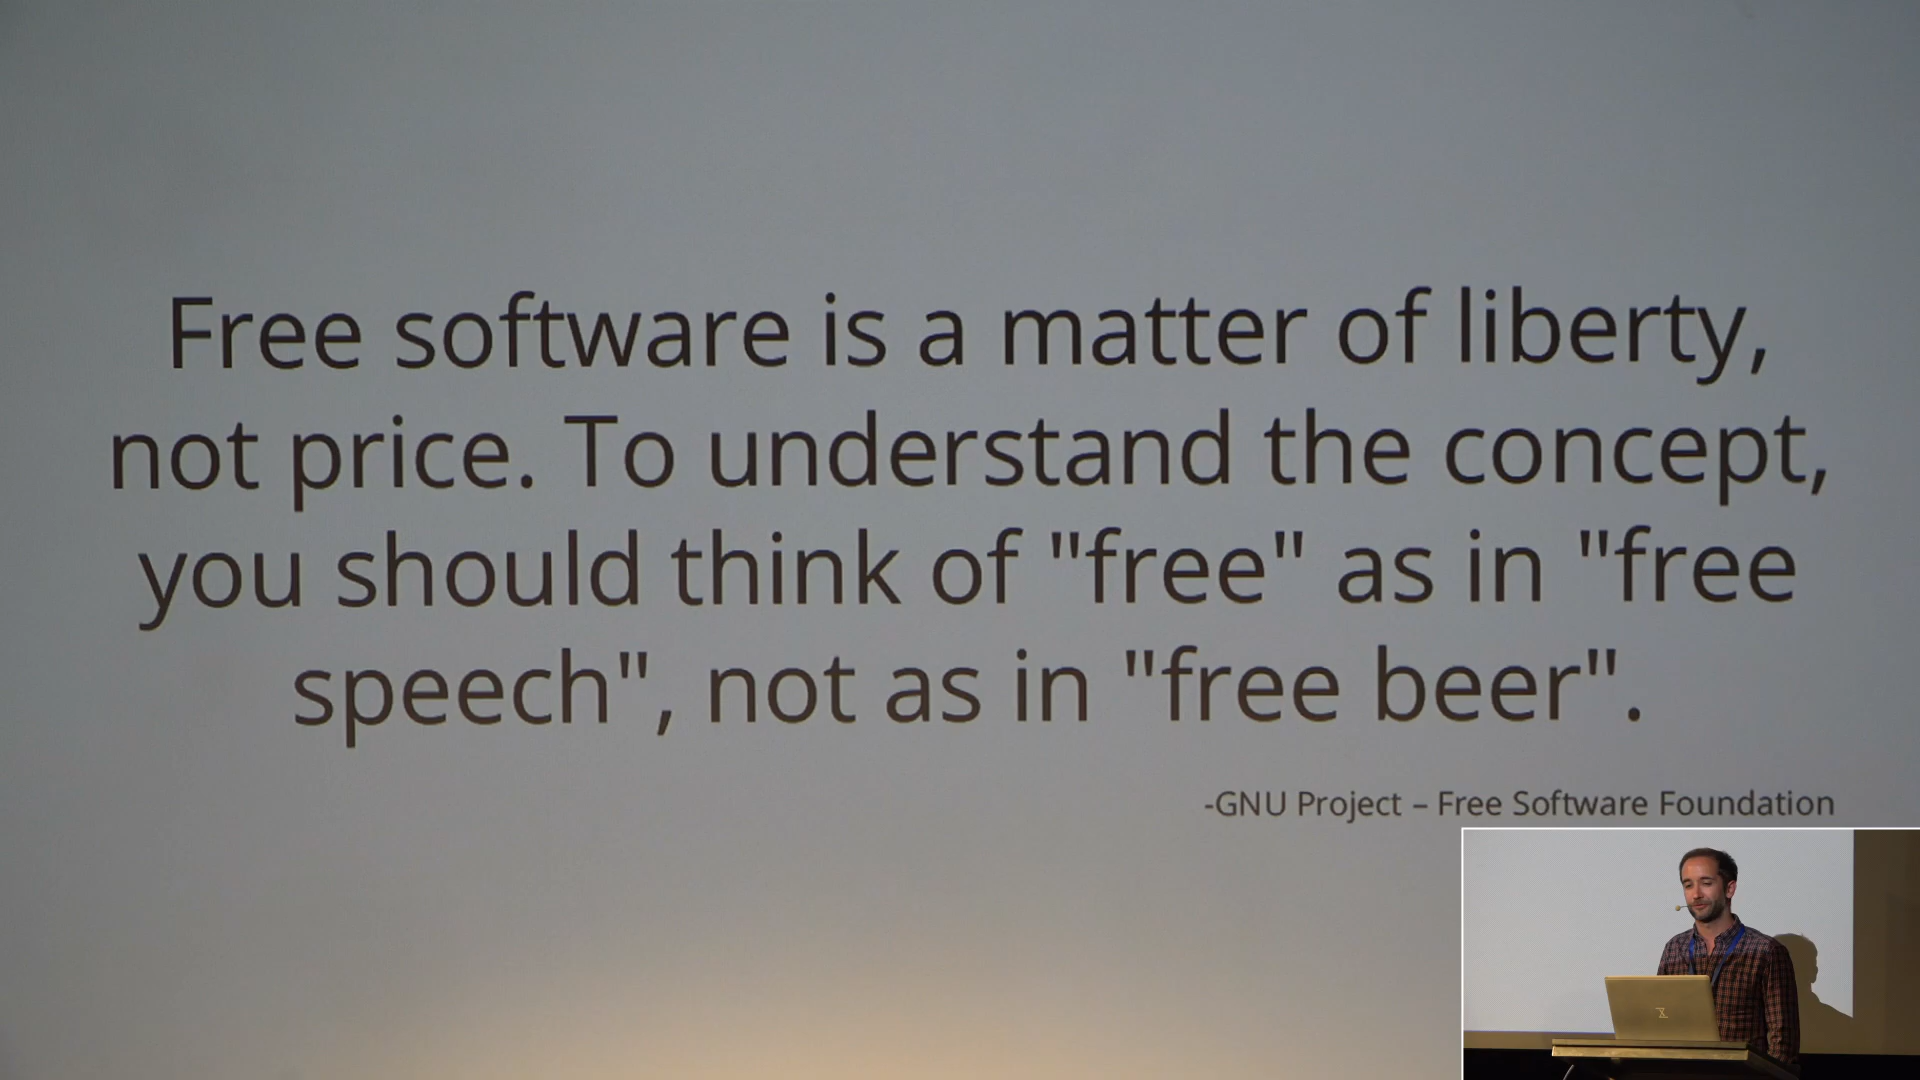 Free software is a matter of liberty,
not price. To understand the concept,
you should think of "free" as in "free
speech", not as in "free beer".
-GNU Project – Free Software Foundation